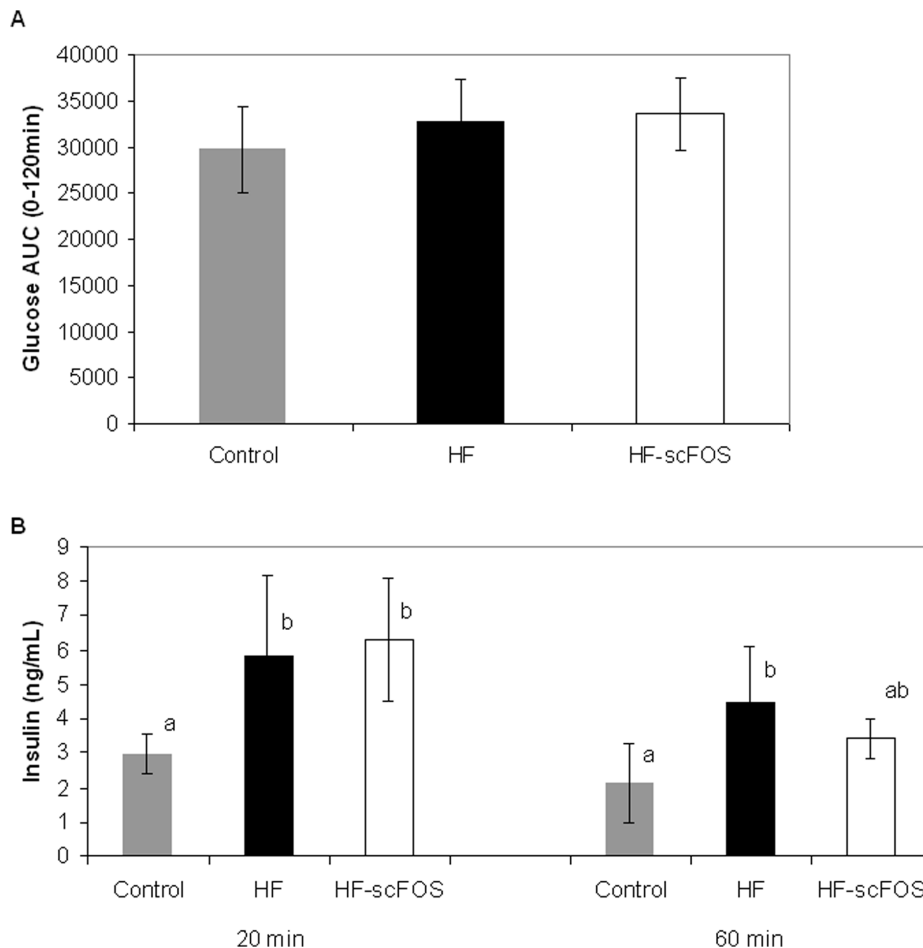 A
Glucose AUC (0-120min)
40000
35000
30000
25000
20000
15000
10000
5000
0
Control HF HF-scFOS
B
Insulin (ng/mL)
9
8
7
6
5
4
3
2
1
0
a b b a b ab
Control HF HF-scFOS Control HF HF-scFOS
20 min 60 min